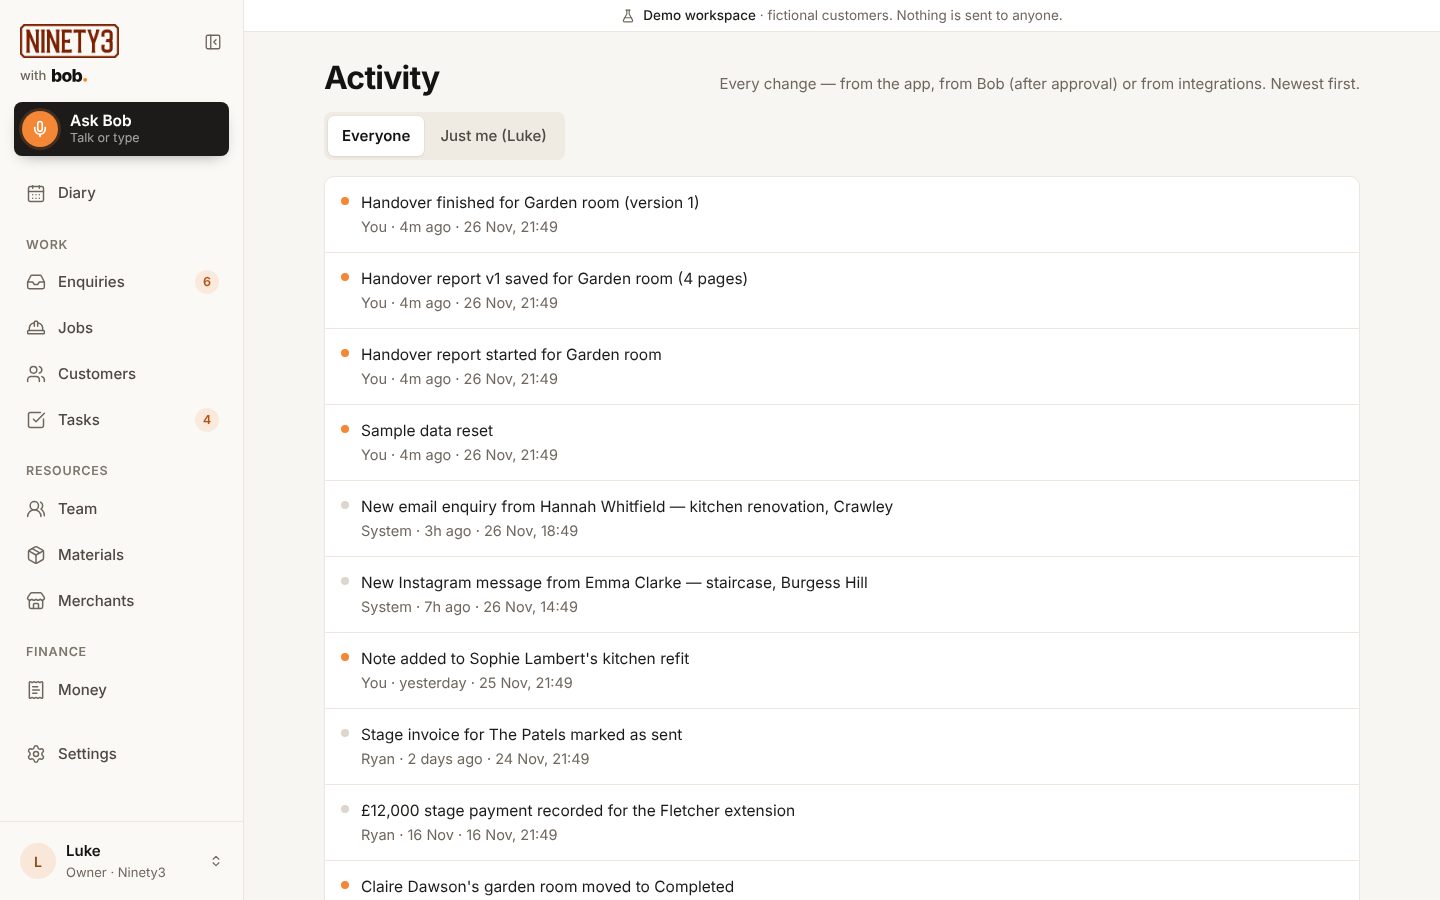 NINETY3
with bob.
Ask Bob
Talk or type
Diary
WORK
Enquiries 6
Jobs
Customers
Tasks 4
RESOURCES
Team
Materials
Merchants
FINANCE
Money
Settings
L
Luke
Owner · Ninety3
Demo workspace · fictional customers. Nothing is sent to anyone.
Activity
Every change — from the app, from Bob (after approval) or from integrations. Newest first.
Everyone
Just me (Luke)
Handover finished for Garden room (version 1)
You · 4m ago · 26 Nov, 21:49
Handover report v1 saved for Garden room (4 pages)
You · 4m ago · 26 Nov, 21:49
Handover report started for Garden room
You · 4m ago · 26 Nov, 21:49
Sample data reset
You · 4m ago · 26 Nov, 21:49
New email enquiry from Hannah Whitfield — kitchen renovation, Crawley
System · 3h ago · 26 Nov, 18:49
New Instagram message from Emma Clarke — staircase, Burgess Hill
System · 7h ago · 26 Nov, 14:49
Note added to Sophie Lambert's kitchen refit
You · yesterday · 25 Nov, 21:49
Stage invoice for The Patels marked as sent
Ryan · 2 days ago · 24 Nov, 21:49
£12,000 stage payment recorded for the Fletcher extension
Ryan · 16 Nov · 16 Nov, 21:49
Claire Dawson's garden room moved to Completed